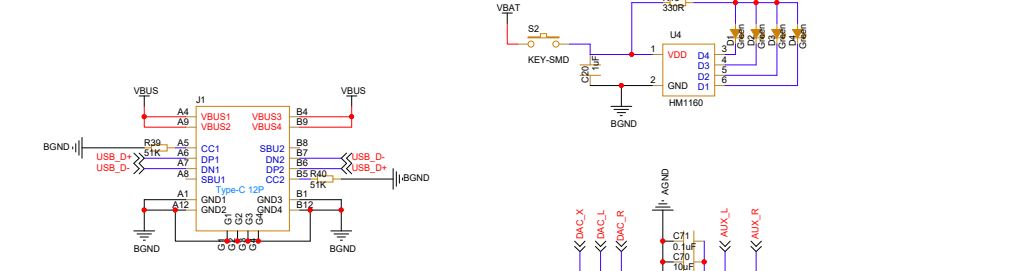 VBAT
S2
KEY-SMD
C20
1uF
330R
U4
1 VDD
2 GND
D4 3
D3 4
D2 5
D1 6
HM1160
BGND
D1 Green
D2 Green
D3 Green
D4 Green
VBUS
J1
VBUS
A4 VBUS1
A9 VBUS2
VBUS3 B4
VBUS4 B9
BGND
R39
51K
A5 CC1
A6 DP1
A7 DN1
A8 SBU1
USB_D+
USB_D-
SBU2 B8
DN2 B7
DP2 B6
CC2 B5
USB_D-
USB_D+
R40
51K
BGND
Type-C 12P
A1 GND1
A12 GND2
GND3 B1
GND4 B12
G1
G2
G3
G4
G1
G2
G3
G4
BGND
BGND
DAC_X
DAC_L
DAC_R
AGND
C71
0.1uF
C70
10uF
AUX_L
AUX_R